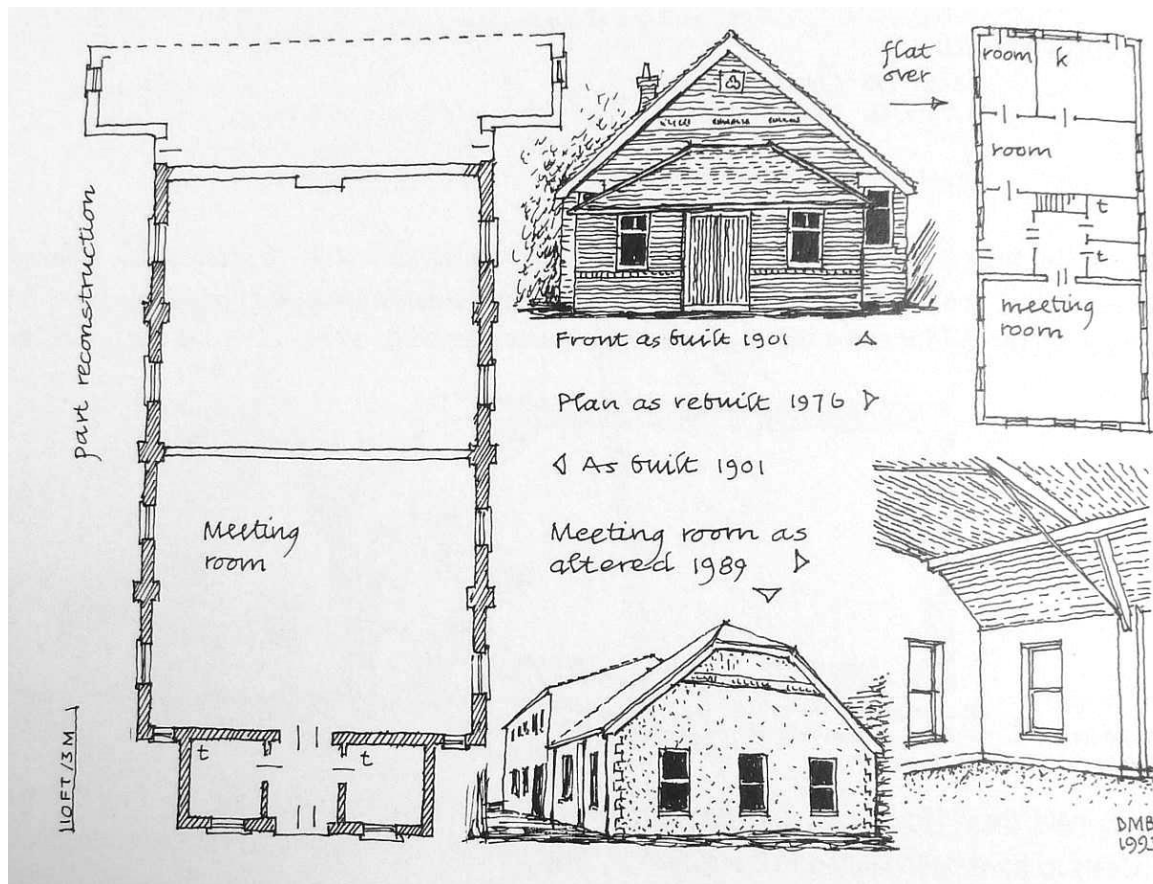 part reconstruction
Meeting
room
t
t
10FT/3M
flat
over
room
k
room
t
t
meeting
room
Front as built 1901
Plan as rebuilt 1976
As built 1901
Meeting room as
altered 1989
DMB